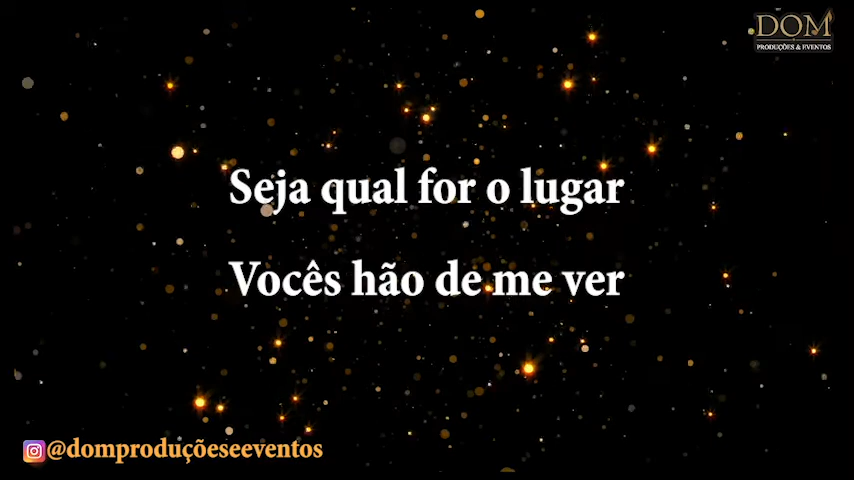 DOM
PRODUÇÕES & EVENTOS
Seja qual for o lugar
Vocês hão de me ver
@domproduçõeseeventos